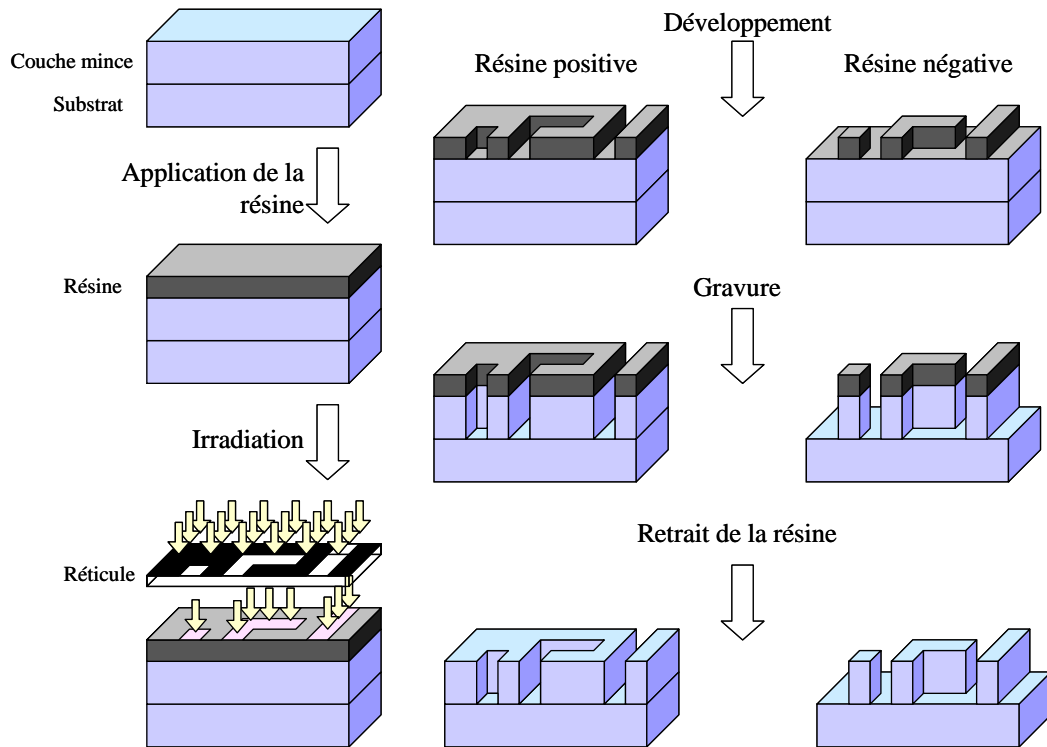 Couche mince
Substrat
Application de la
résine
Résine
Irradiation
Réticule
Développement
Résine positive
Résine négative
Gravure
Retrait de la résine